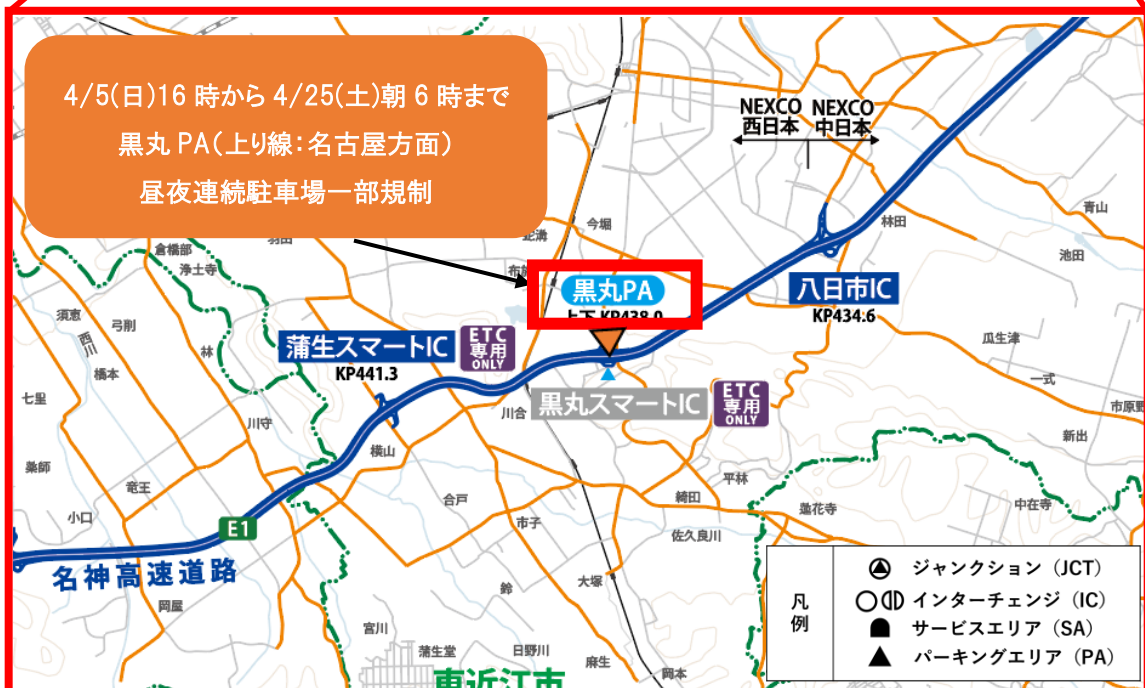 4/5(日)16時から4/25(土)朝6時まで
黒丸PA(上り線：名古屋方面)
昼夜連続駐車場一部規制
NEXCO
西日本
NEXCO
中日本
今堀
林田
青山
池田
倉橋部
浄土寺
黒丸PA
上下 KP438.0
八日市IC
KP434.6
須恵
弓削
西川
橋本
林
蒲生スマートIC
KP441.3
ETC
専用
ONLY
瓜生津
一式
七里
川守
川合
黒丸スマートIC
ETC
専用
ONLY
市原野
新出
横山
薬師
竜王
平林
小口
合戸
市子
綺田
蓮花寺
中在寺
佐久良川
E1
名神高速道路
岡屋
鈴
大塚
宮川
蒲生堂
日野川
麻生
岡本
東近江市
凡例
ジャンクション（JCT）
インターチェンジ（IC）
サービスエリア（SA）
パーキングエリア（PA）